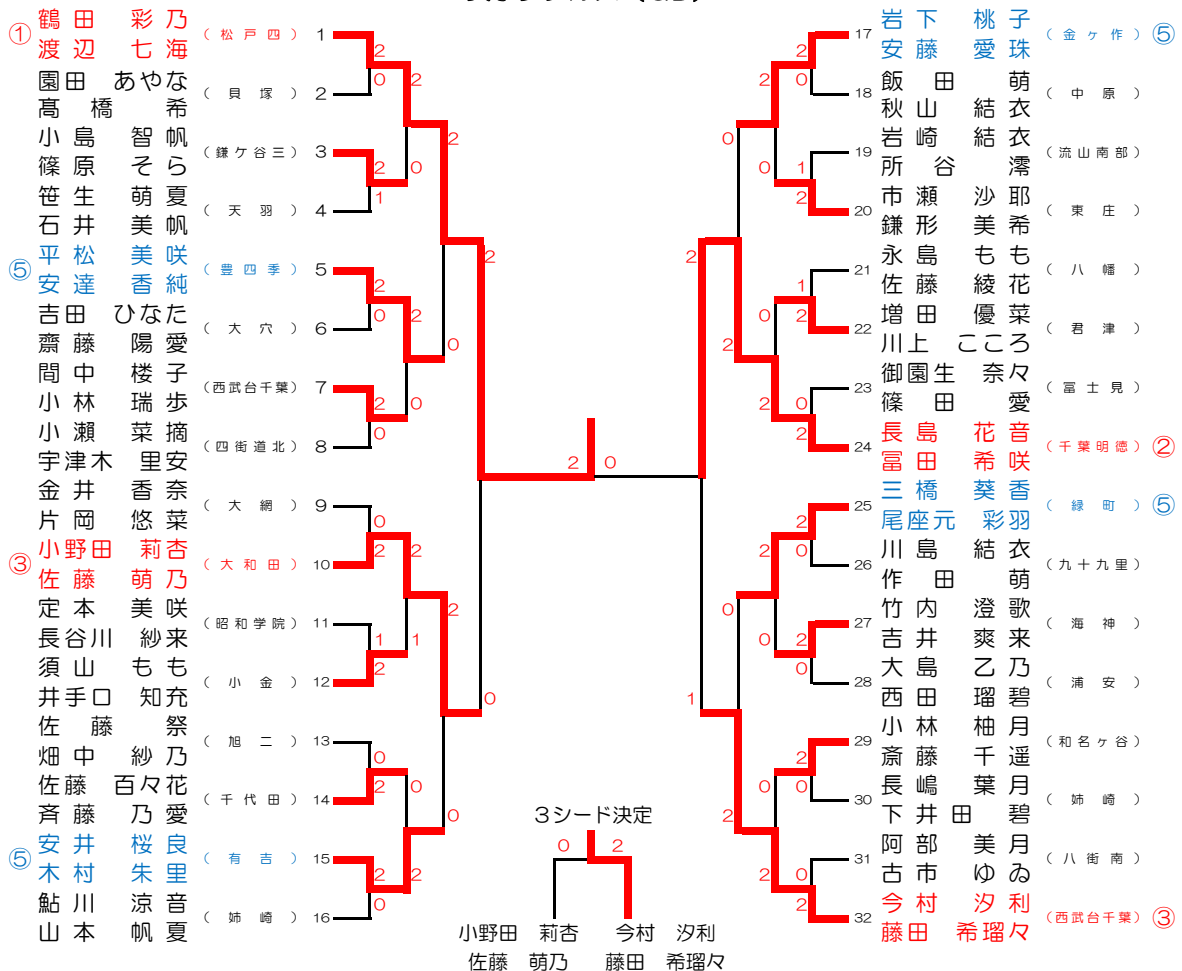 ① 鶴田 彩乃 (松戸四) 1
渡辺 七海
園田 あやな (貝塚) 2
髙橋 希
小島 智帆 (鎌ケ谷三) 3
篠原 そら
笹生 萌夏 (天羽) 4
石井 美帆
⑤ 平松 美咲 (豊四季) 5
安達 香純
吉田 ひなた (大穴) 6
齋藤 陽愛
間中 楼子 (西武台千葉) 7
小林 瑞歩
小瀬 菜摘 (四街道北) 8
宇津木 里安
金井 香奈 (大網) 9
片岡 悠菜
③ 小野田 莉杏 (大和田) 10
佐藤 萌乃
定本 美咲 (昭和学院) 11
長谷川 紗来
須山 もも (小金) 12
井手口 知充
佐藤 祭 (旭二) 13
畑中 紗乃
佐藤 百々花 (千代田) 14
斉藤 乃愛
⑤ 安井 桜良 (有吉) 15
木村 朱里
鮎川 涼音 (姉崎) 16
山本 帆夏
2 0 2
2 1 0
2
2 0 2
2 0 0
0
2
0 2 2
1 2 1
2
0 2 0
2 0 2
0
0
2 0
17 岩下 桃子 (金ヶ作) ⑤
安藤 愛珠
18 飯田 萌 (中原)
秋山 結衣
19 岩崎 結衣 (流山南部)
所谷 澪
20 市瀬 沙耶 (東庄)
鎌形 美希
21 永島 もも (八幡)
佐藤 綾花
22 増田 優菜 (君津)
川上 こころ
23 御園生 奈々 (冨士見)
篠田 愛
24 長島 花音 (千葉明徳) ②
冨田 希咲
25 三橋 葵香 (緑町) ⑤
尾座元 彩羽
26 川島 結衣 (九十九里)
作田 萌
27 竹内 澄歌 (海神)
吉井 爽来
28 大島 乙乃 (浦安)
西田 瑠碧
29 小林 柚月 (和名ヶ谷)
斎藤 千遥
30 長嶋 葉月 (姉崎)
下井田 碧
31 阿部 美月 (八街南)
古市 ゆゐ
32 今村 汐利 (西武台千葉) ③
藤田 希瑠々
2 0 2
1 2 0
0
1 2 0
0 2 2
2
2
2 0 2
2 0 0
0
2 0 0
0 2 2
2
1
3シード決定
0 2
小野田 莉杏 今村 汐利
佐藤 萌乃 藤田 希瑠々